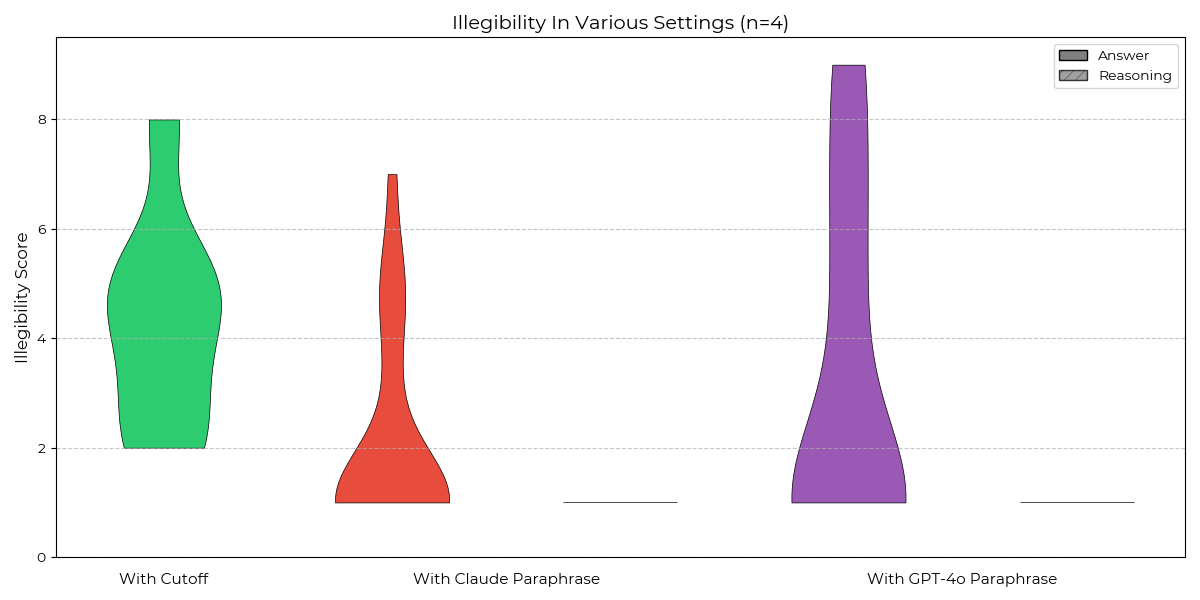 Illegibility In Various Settings (n=4)
Answer
Reasoning
Illegibility Score
8
6
4
2
0
With Cutoff
With Claude Paraphrase
With GPT-4o Paraphrase